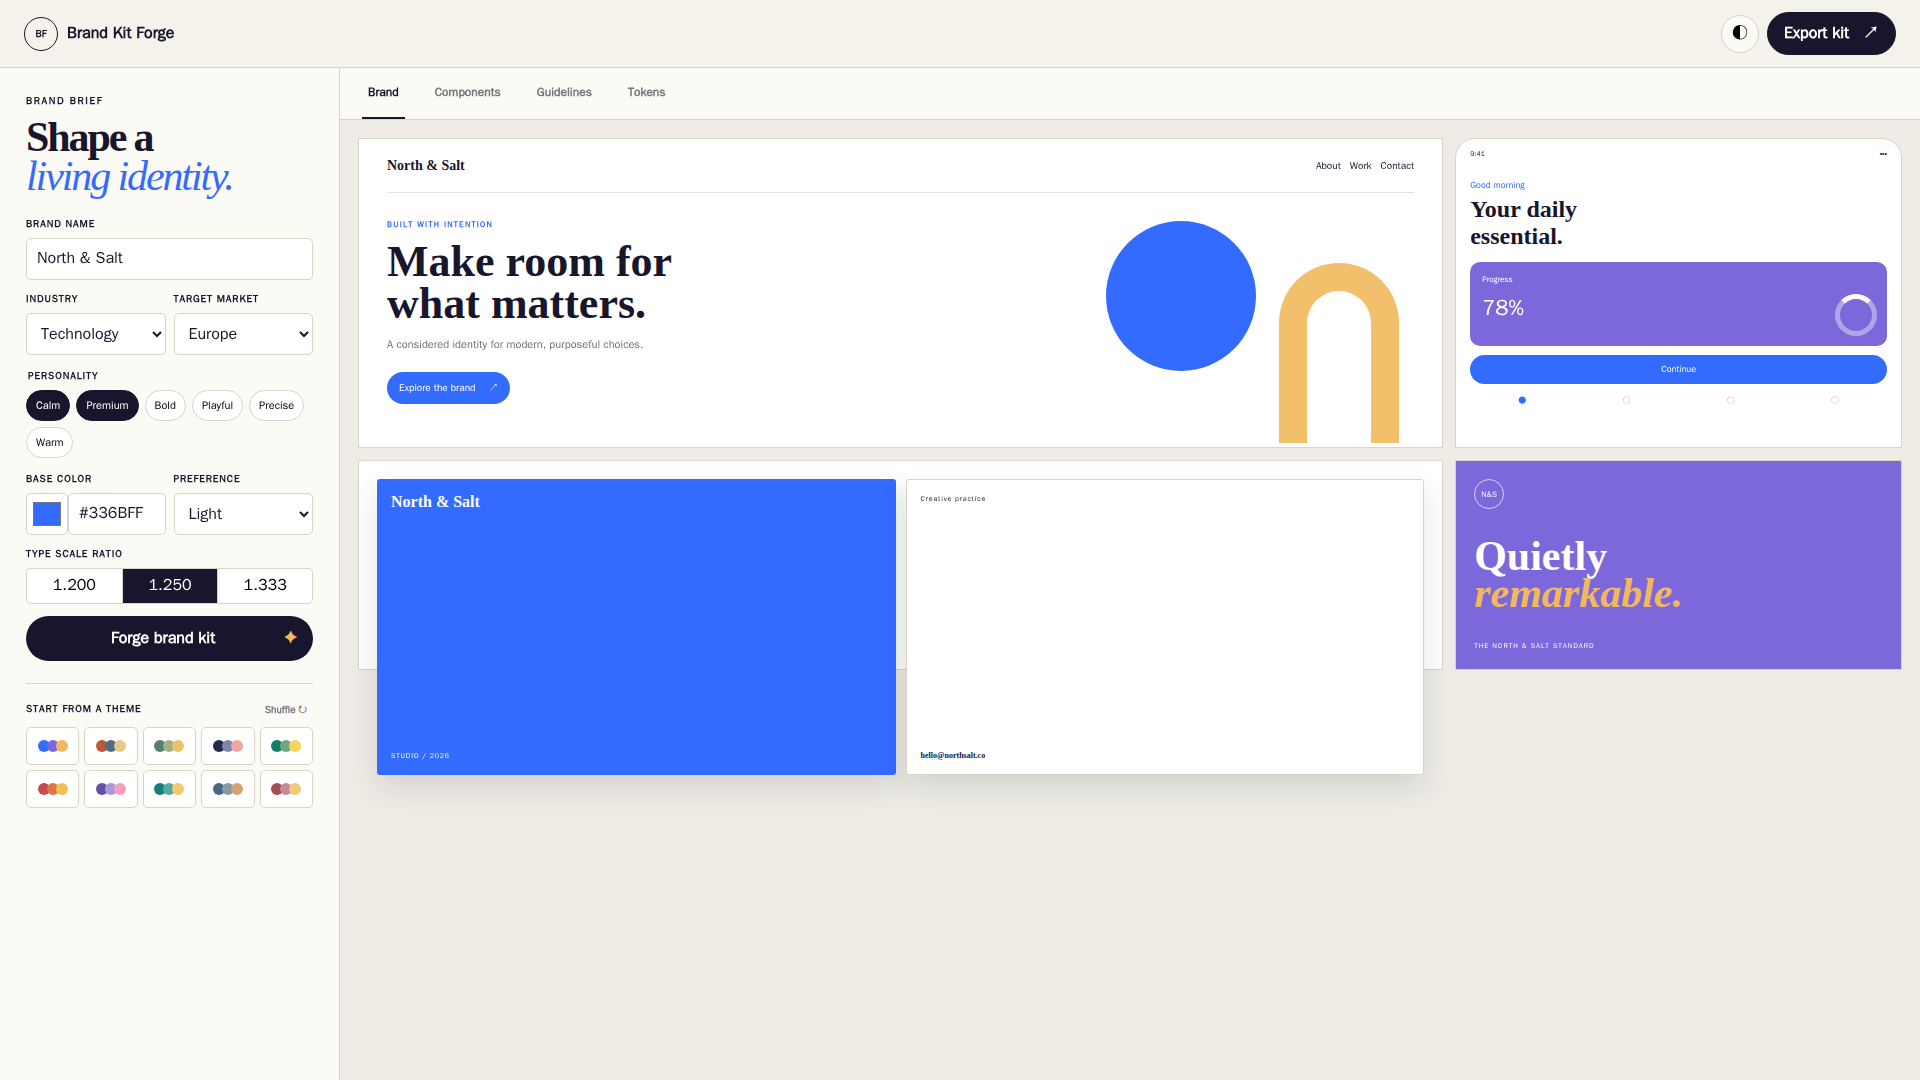 BF Brand Kit Forge
Export kit ↗
BRAND BRIEF
Shape a
living identity.
BRAND NAME
North & Salt
INDUSTRY TARGET MARKET
Technology Europe
PERSONALITY
Calm Premium Bold Playful Precise
Warm
BASE COLOR PREFERENCE
#336BFF Light
TYPE SCALE RATIO
1.200 1.250 1.333
Forge brand kit ✦
START FROM A THEME Shuffle ↻
Brand Components Guidelines Tokens
North & Salt About Work Contact
BUILT WITH INTENTION
Make room for
what matters.
A considered identity for modern, purposeful choices.
Explore the brand ↗
9:41 •••
Good morning
Your daily
essential.
Progress
78%
Continue
North & Salt
STUDIO / 2026
Creative practice
hello@northsalt.co
N&S
Quietly
remarkable.
THE NORTH & SALT STANDARD